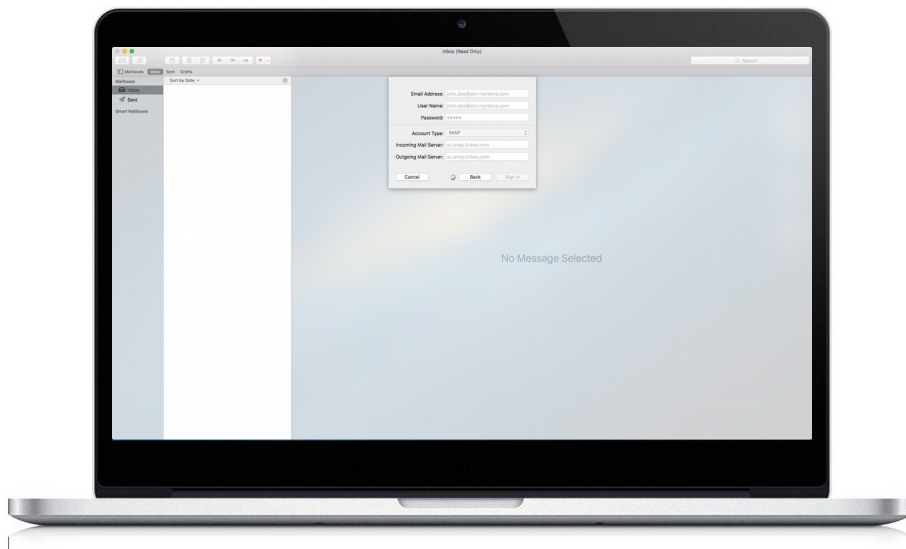 Inbox (Read Only)
Search
Mailboxes Inbox Sent Drafts
Mailboxes
Sort by Date
Inbox
Sent
Smart Mailboxes
Email Address:
User Name:
Password: •••••
Account Type: IMAP
Incoming Mail Server:
Outgoing Mail Server:
Cancel Back Sign In
No Message Selected